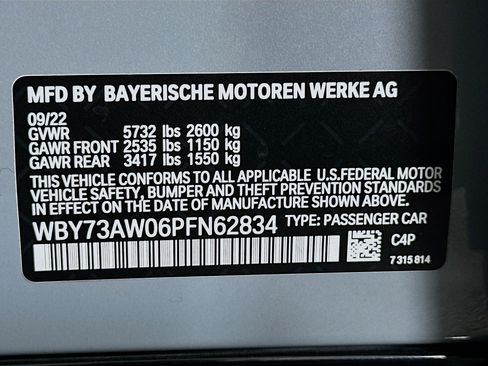 MFD BY BAYERISCHE MOTOREN WERKE AG
09/22
GVWR 5732 lbs 2600 kg
GAWR FRONT 2535 lbs 1150 kg
GAWR REAR 3417 lbs 1550 kg
THIS VEHICLE CONFORMS TO ALL APPLICABLE U.S.FEDERAL MOTOR
VEHICLE SAFETY, BUMPER AND THEFT PREVENTION STANDARDS
IN EFFECT ON THE DATE OF MANUFACTURE SHOWN ABOVE.
WBY73AW06PFN62834 TYPE: PASSENGER CAR
C4P
7315814